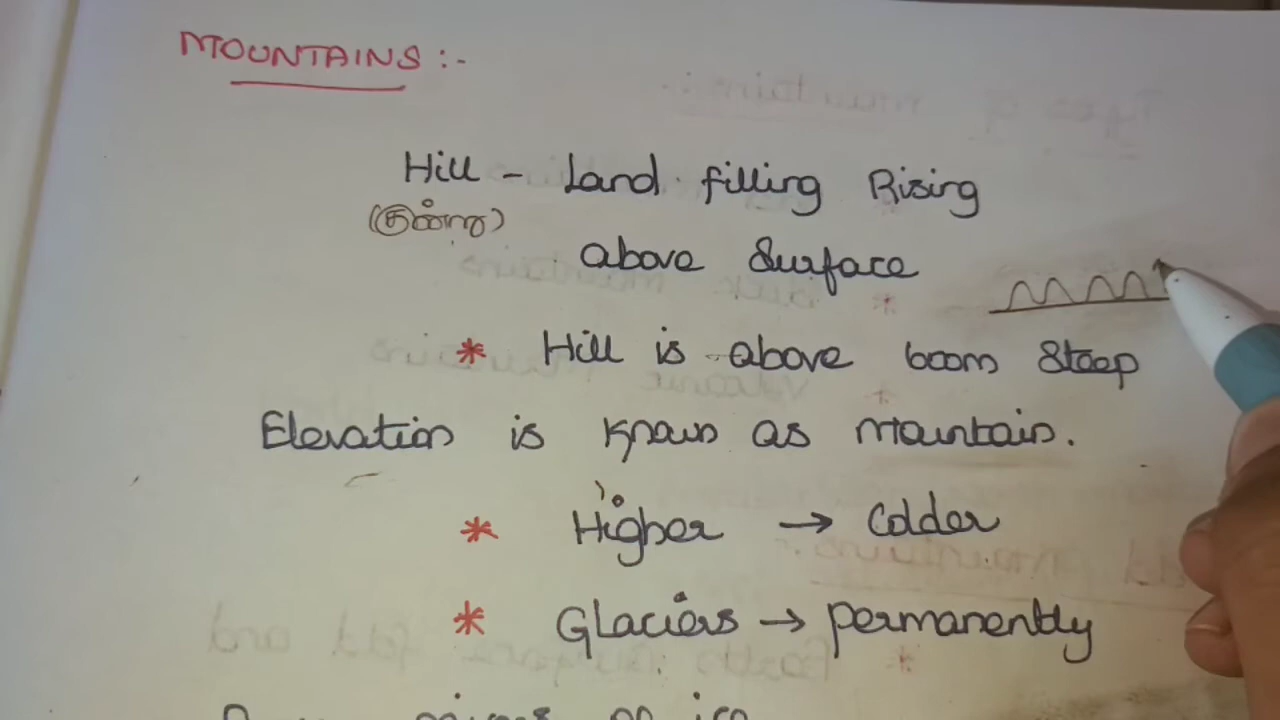 MOUNTAINS :-
Hill - Land filling Rising
(குன்று)
above Surface
* Hill is above 600m Steep
Elevation is known as mountain.
* Higher → Colder
* Glaciers → permanently